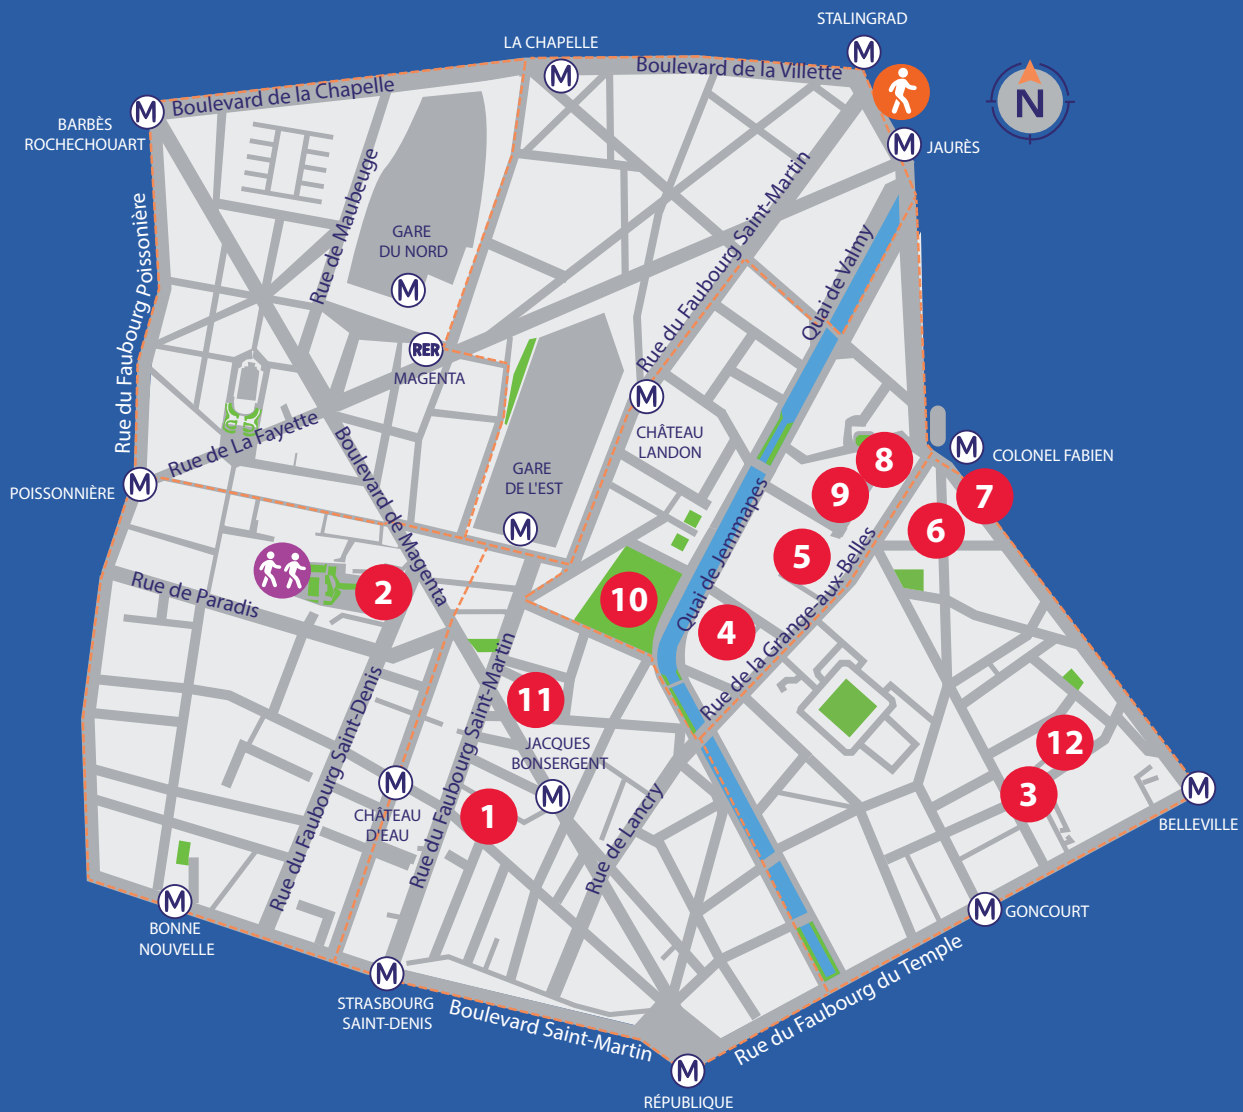 STALINGRAD
LA CHAPELLE
M
M
Boulevard de la Villette
N
Boulevard de la Chapelle
M
BARBÈS
ROCHECHOUART
M
JAURÈS
Rue de Maubeuge
Rue du Faubourg Saint-Martin
Rue du Faubourg Poissonière
GARE
DU NORD
M
Quai de Valmy
RER
MAGENTA
M
CHÂTEAU
LANDON
Rue de La Fayette
Boulevard de Magenta
M
COLONEL FABIEN
8
GARE
DE L'EST
M
POISSONNIÈRE
M
9
7
6
Quai de Jemmapes
5
Rue de la Grange-aux-Belles
Rue de Paradis
2
10
4
11
Rue du Faubourg Saint-Denis
Rue du Faubourg Saint-Martin
JACQUES
BONSERGENT
M
12
3
M
BELLEVILLE
M
CHÂTEAU
D'EAU
1
Rue de Lancry
M
BONNE
NOUVELLE
M
GONCOURT
M
STRASBOURG
SAINT-DENIS
Boulevard Saint-Martin
Rue du Faubourg du Temple
M
RÉPUBLIQUE